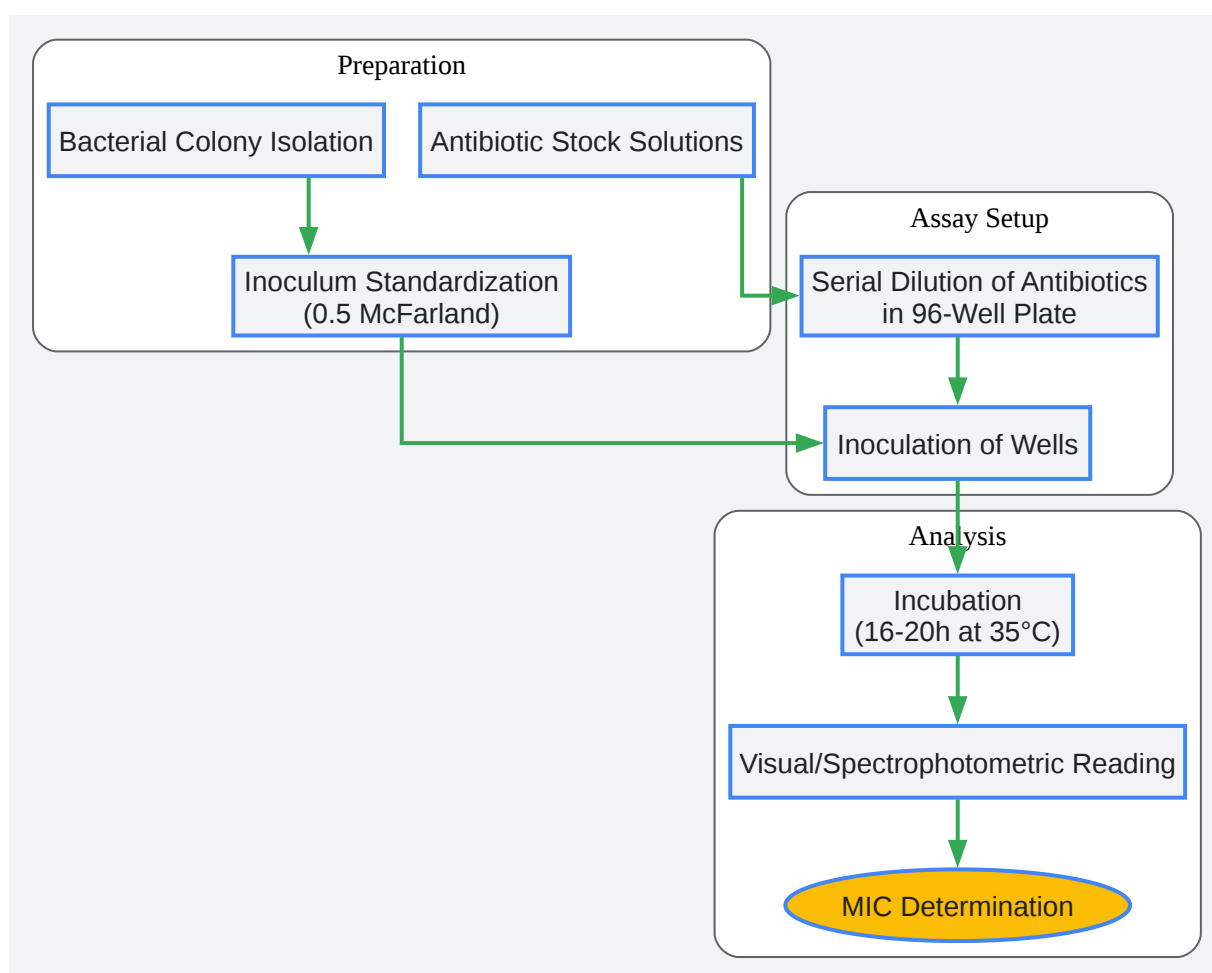 Preparation
Bacterial Colony Isolation
Antibiotic Stock Solutions
Inoculum Standardization
(0.5 McFarland)
Assay Setup
Serial Dilution of Antibiotics
in 96-Well Plate
Inoculation of Wells
Analysis
Incubation
(16-20h at 35°C)
Visual/Spectrophotometric Reading
MIC Determination